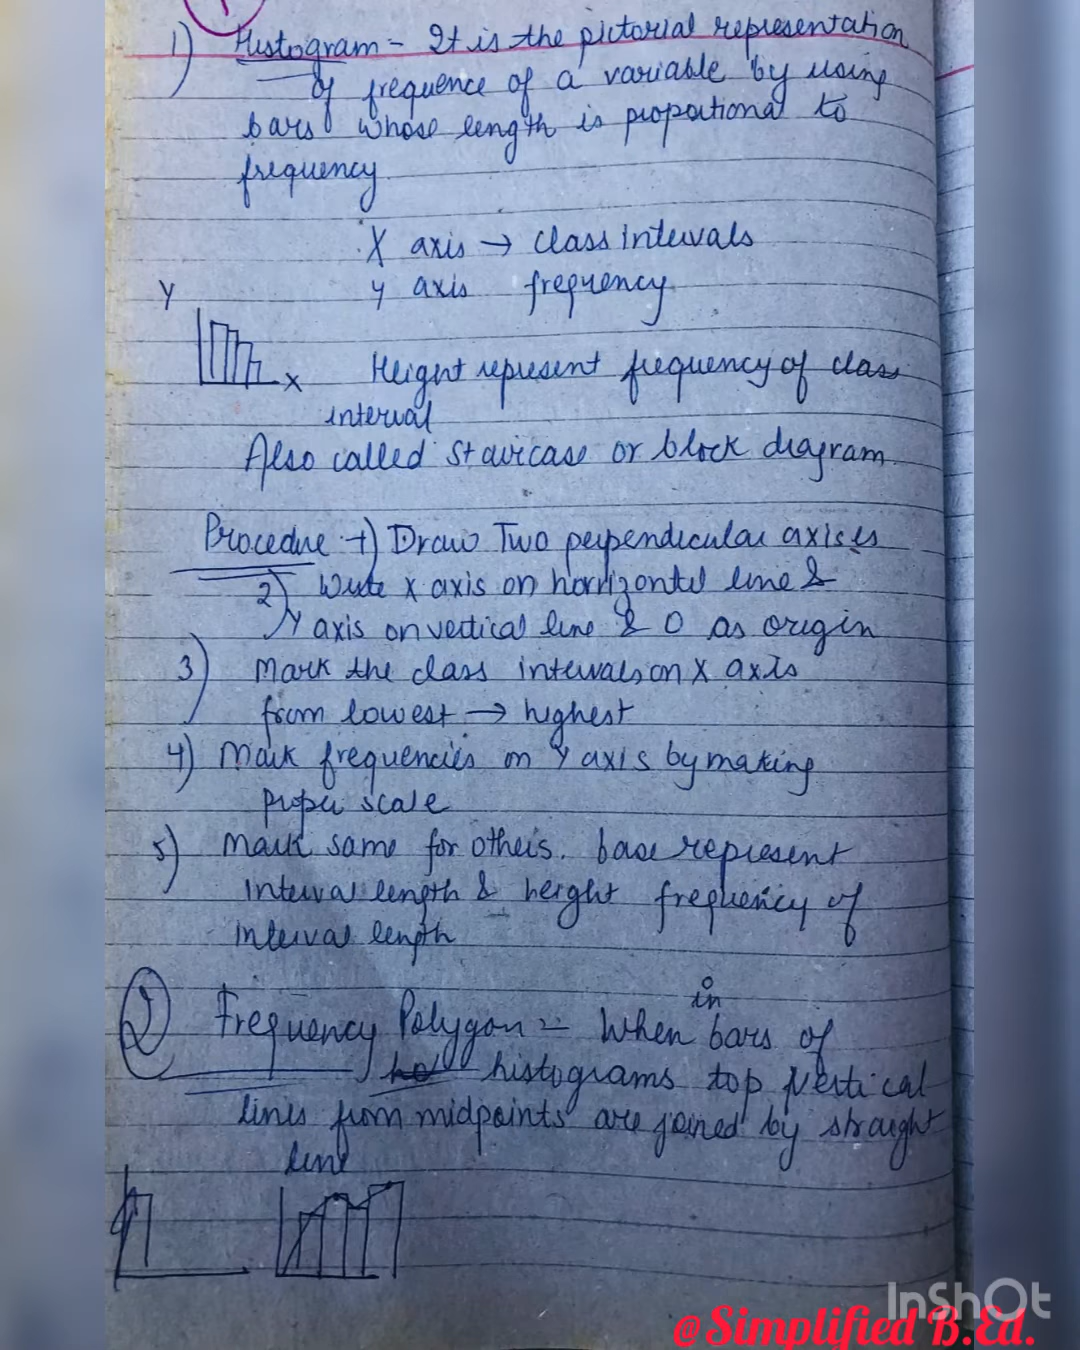 1) Histogram - It is the pictorial representation
of frequence of a variable by using
bars whose length is propotional to
frequency
X axis → class intervals
Y axis frequency
Y
X
Height represent frequency of class
interval
Also called staircase or block diagram
Procedure → 1) Draw Two perpendicular axises
2) Write X axis on horrizontal line &
Y axis on vertical line & O as origin
3) Mark the class intervals on X axis
from lowest → highest
4) Mark frequencies on Y axis by making
proper scale
5) Mark same for others. base represent
interval length & height frequency of
interval length
2) Frequency Polygon = When in bars of
histograms top vertical
lines from midpoints are joined by straight
line
InShOt
@Simplified B.Ed.